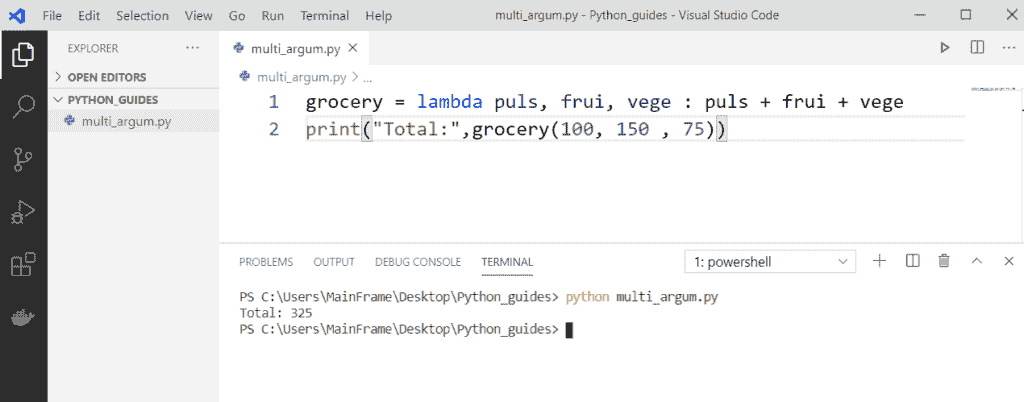 File Edit Selection View Go Run Terminal Help multi_argum.py - Python_guides - Visual Studio Code
EXPLORER ...
OPEN EDITORS
PYTHON_GUIDES
multi_argum.py
multi_argum.py
multi_argum.py > ...
1 grocery = lambda puls, frui, vege : puls + frui + vege
2 print("Total:",grocery(100, 150 , 75))
PROBLEMS OUTPUT DEBUG CONSOLE TERMINAL 1: powershell
PS C:\Users\MainFrame\Desktop\Python_guides> python multi_argum.py
Total: 325
PS C:\Users\MainFrame\Desktop\Python_guides>